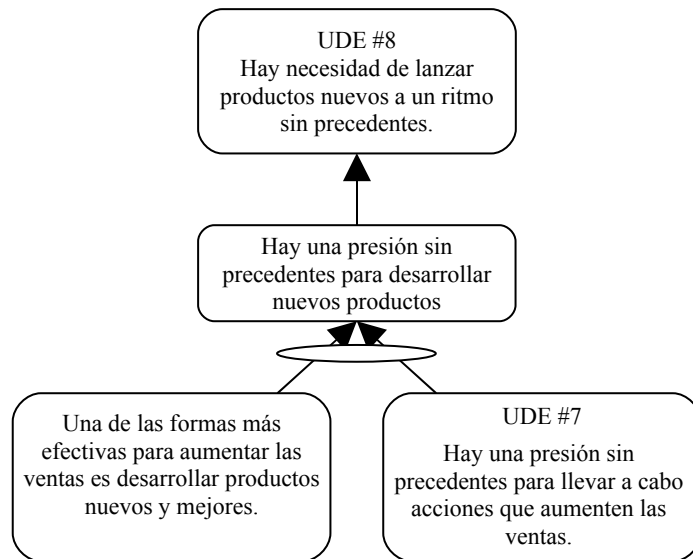 UDE #8
Hay necesidad de lanzar
productos nuevos a un ritmo
sin precedentes.
Hay una presión sin
precedentes para desarrollar
nuevos productos
Una de las formas más
efectivas para aumentar las
ventas es desarrollar productos
nuevos y mejores.
UDE #7
Hay una presión sin
precedentes para llevar a cabo
acciones que aumenten las
ventas.